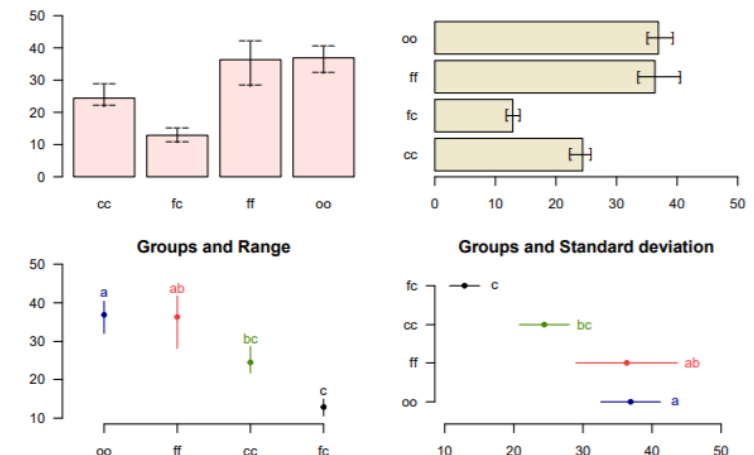 50
40
30
20
10
0
cc fc ff oo
oo
ff
fc
cc
0 10 20 30 40 50
Groups and Range
50
40
30
20
10
a
ab
bc
c
oo ff cc fc
Groups and Standard deviation
fc
cc
ff
oo
c
bc
ab
a
10 20 30 40 50